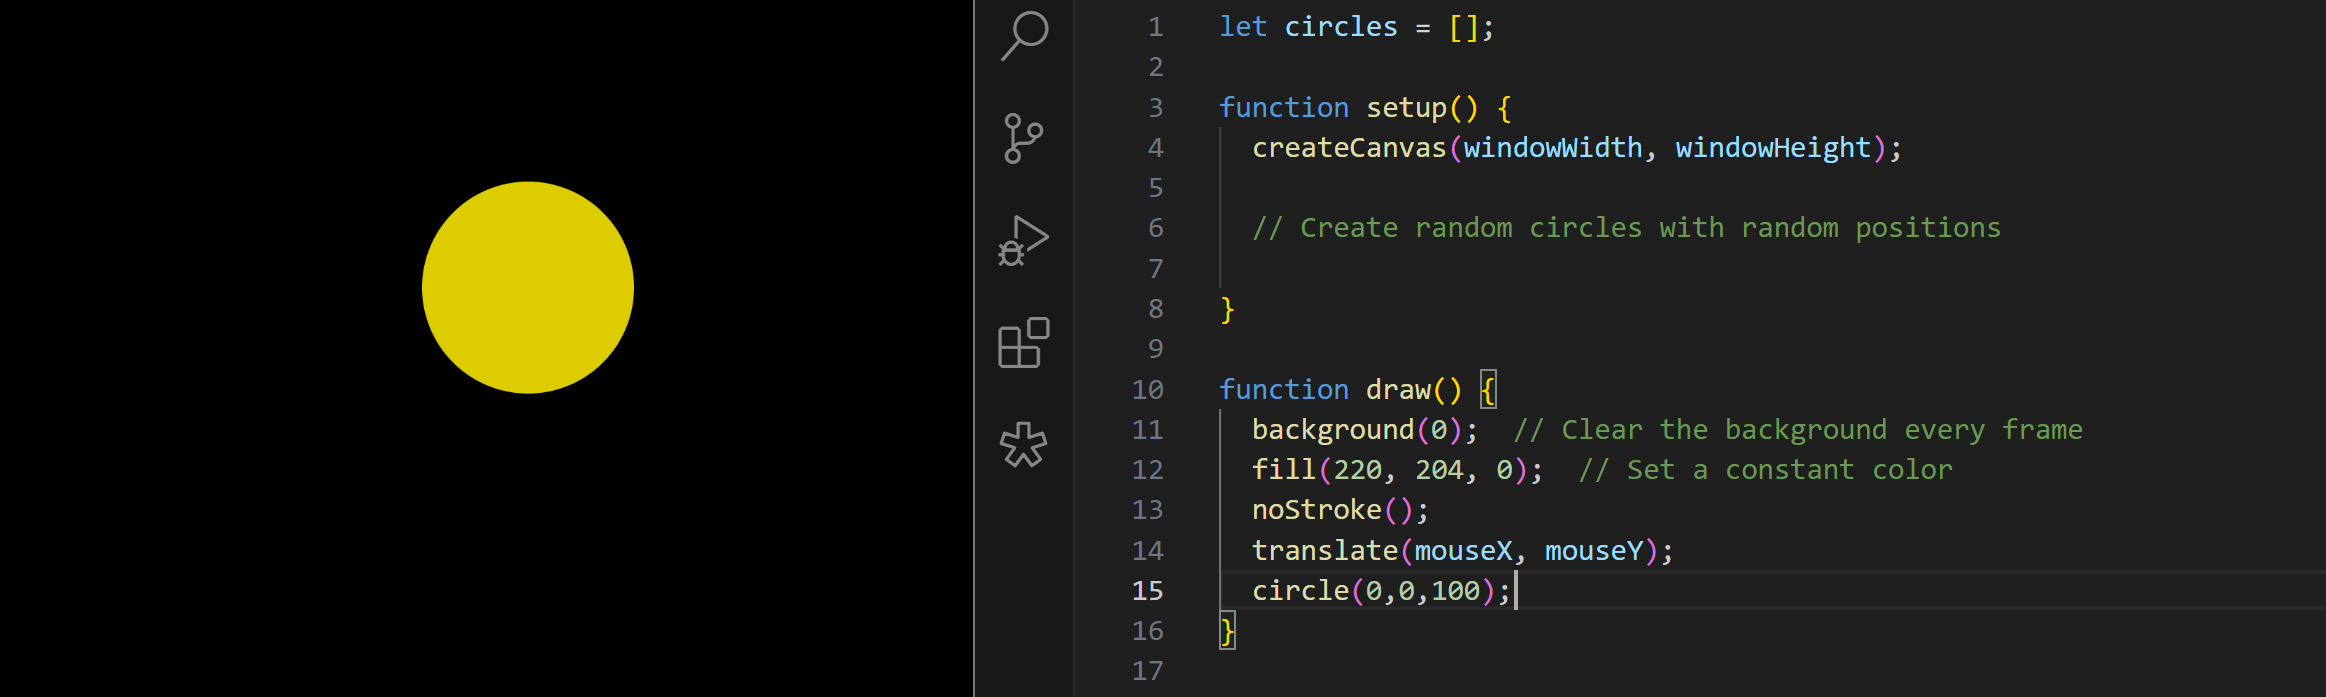 1 let circles = [];
2
3 function setup() {
4 createCanvas(windowWidth, windowHeight);
5
6 // Create random circles with random positions
7
8 }
9
10 function draw() {
11 background(0);  // Clear the background every frame
12 fill(220, 204, 0);  // Set a constant color
13 noStroke();
14 translate(mouseX, mouseY);
15 circle(0,0,100);
16 }
17